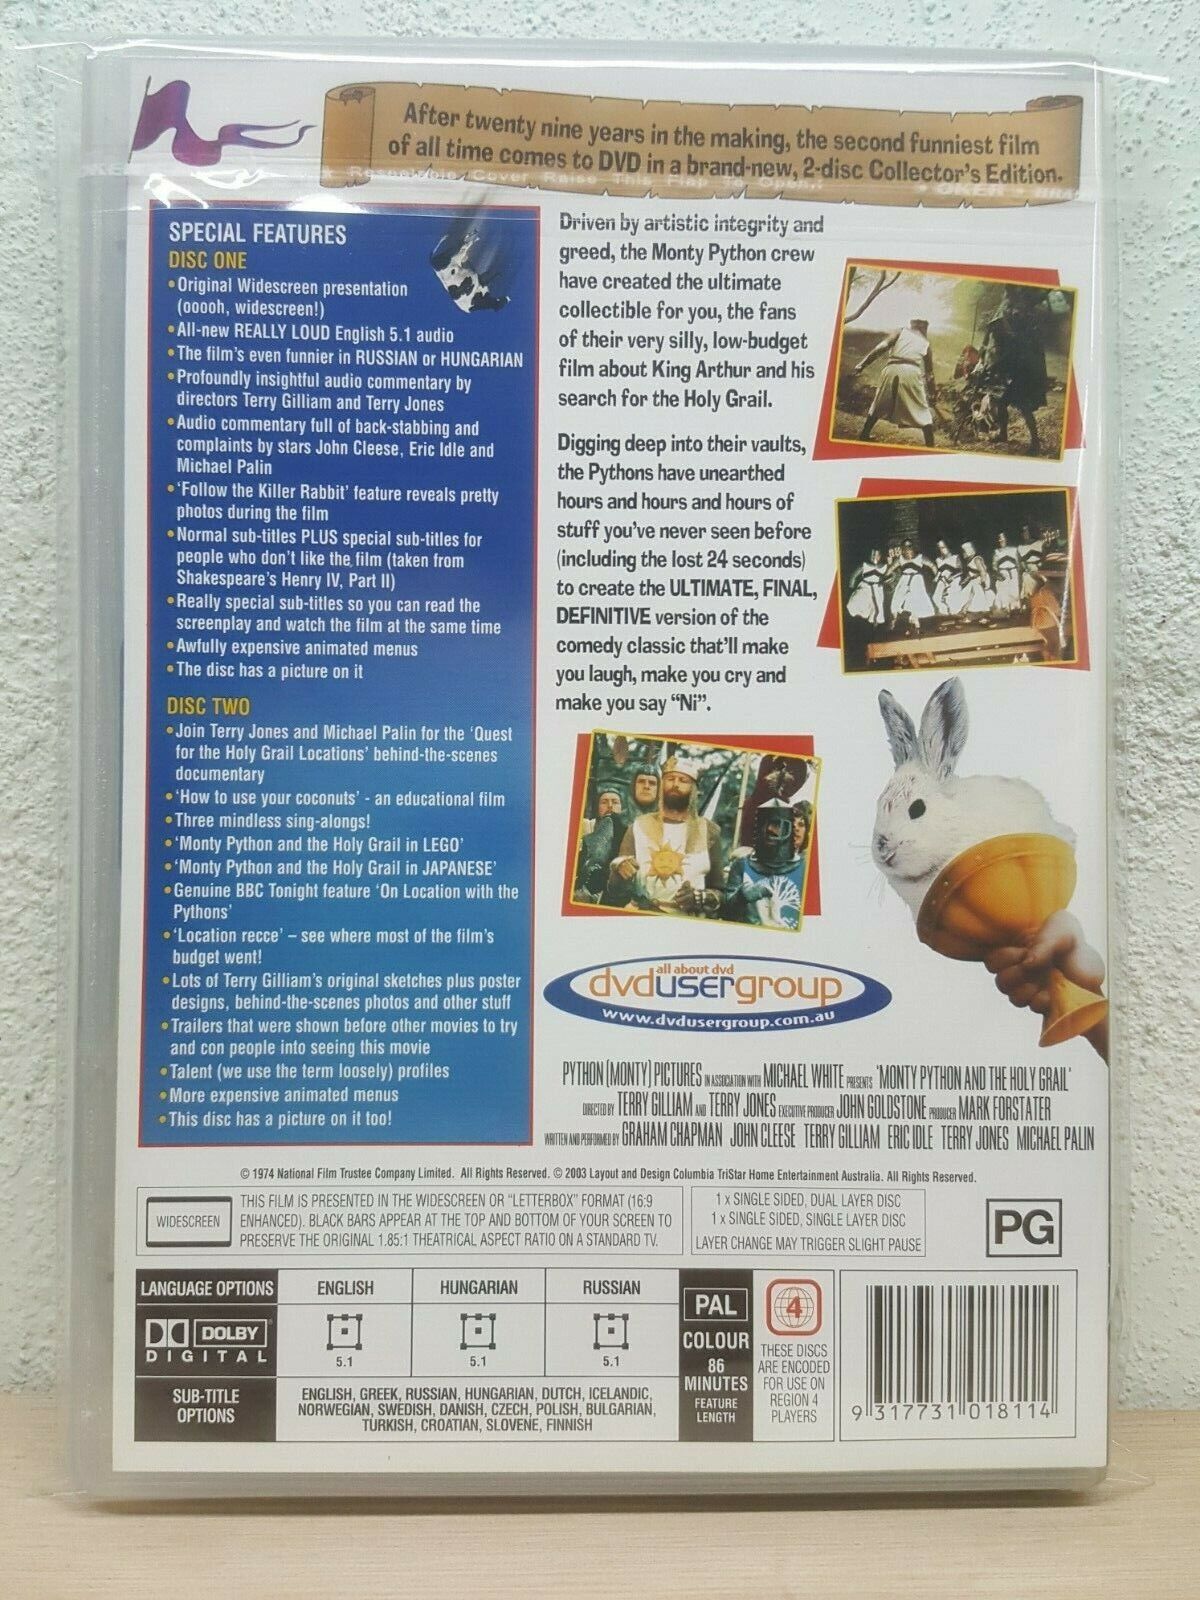 After twenty nine years in the making, the second funniest film
of all time comes to DVD in a brand-new, 2-disc Collector's Edition.
SPECIAL FEATURES
DISC ONE
•Original Widescreen presentation
(ooooh, widescreen!)
•All-new REALLY LOUD English 5.1 audio
•The film's even funnier in RUSSIAN or HUNGARIAN
•Profoundly insightful audio commentary by
directors Terry Gilliam and Terry Jones
•Audio commentary full of back-stabbing and
complaints by stars John Cleese, Eric Idle and
Michael Palin
•'Follow the Killer Rabbit' feature reveals pretty
photos during the film
•Normal sub-titles PLUS special sub-titles for
people who don't like the film (taken from
Shakespeare's Henry IV, Part II)
•Really special sub-titles so you can read the
screenplay and watch the film at the same time
•Awfully expensive animated menus
•The disc has a picture on it
DISC TWO
•Join Terry Jones and Michael Palin for the 'Quest
for the Holy Grail Locations' behind-the-scenes
documentary
•'How to use your coconuts' - an educational film
•Three mindless sing-alongs!
•'Monty Python and the Holy Grail in LEGO'
•'Monty Python and the Holy Grail in JAPANESE'
•Genuine BBC Tonight feature 'On Location with the
Pythons'
•'Location recce' – see where most of the film's
budget went!
•Lots of Terry Gilliam's original sketches plus poster
designs, behind-the-scenes photos and other stuff
•Trailers that were shown before other movies to try
and con people into seeing this movie
•Talent (we use the term loosely) profiles
•More expensive animated menus
•This disc has a picture on it too!
Driven by artistic integrity and
greed, the Monty Python crew
have created the ultimate
collectible for you, the fans
of their very silly, low-budget
film about King Arthur and his
search for the Holy Grail.
Digging deep into their vaults,
the Pythons have unearthed
hours and hours and hours of
stuff you've never seen before
(including the lost 24 seconds)
to create the ULTIMATE, FINAL,
DEFINITIVE version of the
comedy classic that'll make
you laugh, make you cry and
make you say "Ni".
all about dvd
dvdusergroup
www.dvdusergroup.com.au
PYTHON (MONTY) PICTURES IN ASSOCIATION WITH MICHAEL WHITE PRESENTS 'MONTY PYTHON AND THE HOLY GRAIL'
DIRECTED BY TERRY GILLIAM AND TERRY JONES EXECUTIVE PRODUCER JOHN GOLDSTONE PRODUCER MARK FORSTATER
WRITTEN AND PERFORMED BY GRAHAM CHAPMAN JOHN CLEESE TERRY GILLIAM ERIC IDLE TERRY JONES MICHAEL PALIN
© 1974 National Film Trustee Company Limited. All Rights Reserved. © 2003 Layout and Design Columbia TriStar Home Entertainment Australia. All Rights Reserved.
WIDESCREEN
THIS FILM IS PRESENTED IN THE WIDESCREEN OR "LETTERBOX" FORMAT (16:9
ENHANCED). BLACK BARS APPEAR AT THE TOP AND BOTTOM OF YOUR SCREEN TO
PRESERVE THE ORIGINAL 1.85:1 THEATRICAL ASPECT RATIO ON A STANDARD TV.
1 x SINGLE SIDED, DUAL LAYER DISC
1 x SINGLE SIDED, SINGLE LAYER DISC
LAYER CHANGE MAY TRIGGER SLIGHT PAUSE
PG
LANGUAGE OPTIONS
ENGLISH
HUNGARIAN
RUSSIAN
DOLBY
DIGITAL
5.1
5.1
5.1
SUB-TITLE
OPTIONS
ENGLISH, GREEK, RUSSIAN, HUNGARIAN, DUTCH, ICELANDIC,
NORWEGIAN, SWEDISH, DANISH, CZECH, POLISH, BULGARIAN,
TURKISH, CROATIAN, SLOVENE, FINNISH
PAL
COLOUR
86
MINUTES
FEATURE
LENGTH
4
THESE DISCS
ARE ENCODED
FOR USE ON
REGION 4
PLAYERS
9 317731 018114